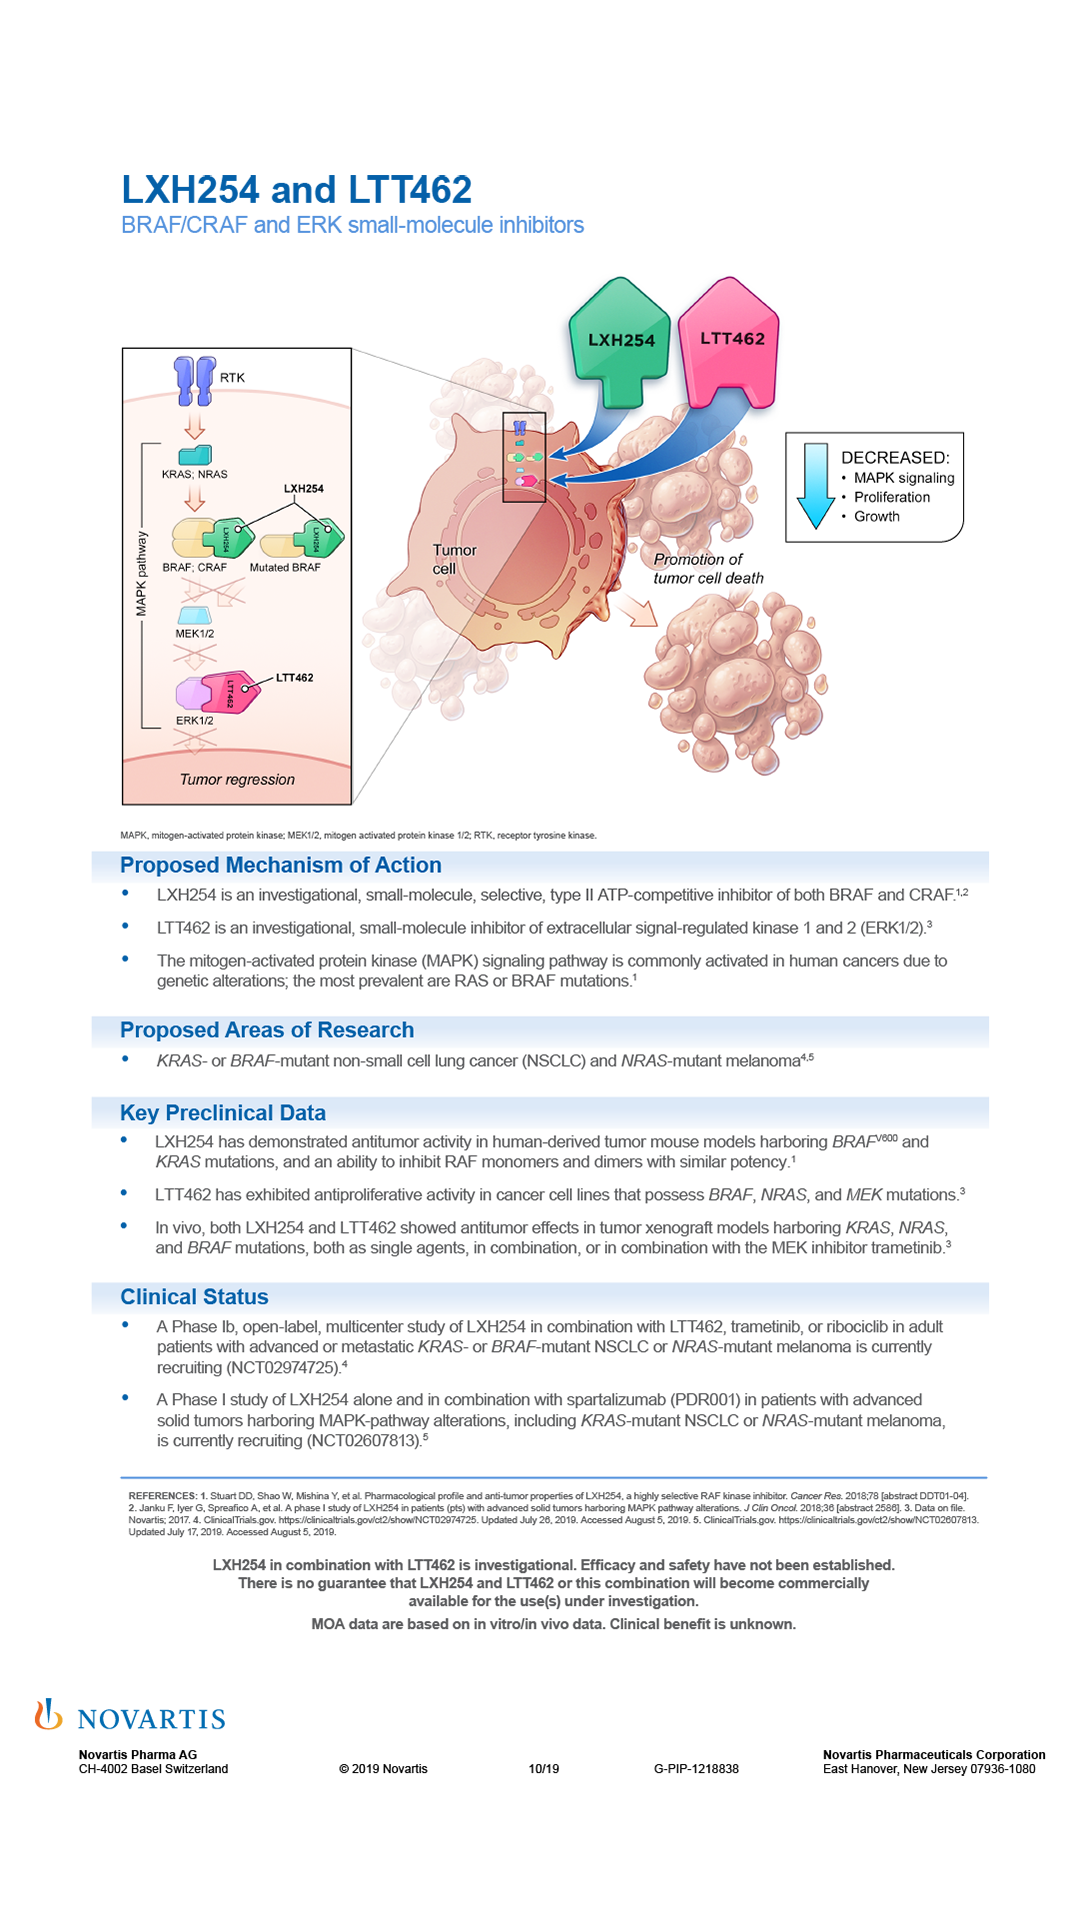 LXH254 and LTT462
BRAF/CRAF and ERK small-molecule inhibitors
LXH254
LTT462
RTK
KRAS; NRAS
LXH254
LXH254
LXH254
BRAF; CRAF
Mutated BRAF
MAPK pathway
MEK1/2
LTT462
LTT462
ERK1/2
Tumor regression
Tumor
cell
Promotion of
tumor cell death
DECREASED:
• MAPK signaling
• Proliferation
• Growth
MAPK, mitogen-activated protein kinase; MEK1/2, mitogen activated protein kinase 1/2; RTK, receptor tyrosine kinase.
Proposed Mechanism of Action
• LXH254 is an investigational, small-molecule, selective, type II ATP-competitive inhibitor of both BRAF and CRAF.1,2
• LTT462 is an investigational, small-molecule inhibitor of extracellular signal-regulated kinase 1 and 2 (ERK1/2).3
• The mitogen-activated protein kinase (MAPK) signaling pathway is commonly activated in human cancers due to
genetic alterations; the most prevalent are RAS or BRAF mutations.1
Proposed Areas of Research
• KRAS- or BRAF-mutant non-small cell lung cancer (NSCLC) and NRAS-mutant melanoma4,5
Key Preclinical Data
• LXH254 has demonstrated antitumor activity in human-derived tumor mouse models harboring BRAFV600 and
KRAS mutations, and an ability to inhibit RAF monomers and dimers with similar potency.1
• LTT462 has exhibited antiproliferative activity in cancer cell lines that possess BRAF, NRAS, and MEK mutations.3
• In vivo, both LXH254 and LTT462 showed antitumor effects in tumor xenograft models harboring KRAS, NRAS,
and BRAF mutations, both as single agents, in combination, or in combination with the MEK inhibitor trametinib.3
Clinical Status
• A Phase Ib, open-label, multicenter study of LXH254 in combination with LTT462, trametinib, or ribociclib in adult
patients with advanced or metastatic KRAS- or BRAF-mutant NSCLC or NRAS-mutant melanoma is currently
recruiting (NCT02974725).4
• A Phase I study of LXH254 alone and in combination with spartalizumab (PDR001) in patients with advanced
solid tumors harboring MAPK-pathway alterations, including KRAS-mutant NSCLC or NRAS-mutant melanoma,
is currently recruiting (NCT02607813).5
REFERENCES: 1. Stuart DD, Shao W, Mishina Y, et al. Pharmacological profile and anti-tumor properties of LXH254, a highly selective RAF kinase inhibitor. Cancer Res. 2018;78 [abstract DDT01-04].
2. Janku F, Iyer G, Spreafico A, et al. A phase I study of LXH254 in patients (pts) with advanced solid tumors harboring MAPK pathway alterations. J Clin Oncol. 2018;36 [abstract 2586]. 3. Data on file.
Novartis; 2017. 4. ClinicalTrials.gov. https://clinicaltrials.gov/ct2/show/NCT02974725. Updated July 26, 2019. Accessed August 5, 2019. 5. ClinicalTrials.gov. https://clinicaltrials.gov/ct2/show/NCT02607813.
Updated July 17, 2019. Accessed August 5, 2019.
LXH254 in combination with LTT462 is investigational. Efficacy and safety have not been established.
There is no guarantee that LXH254 and LTT462 or this combination will become commercially
available for the use(s) under investigation.
MOA data are based on in vitro/in vivo data. Clinical benefit is unknown.
NOVARTIS
Novartis Pharma AG
CH-4002 Basel Switzerland
© 2019 Novartis
10/19
G-PIP-1218838
Novartis Pharmaceuticals Corporation
East Hanover, New Jersey 07936-1080